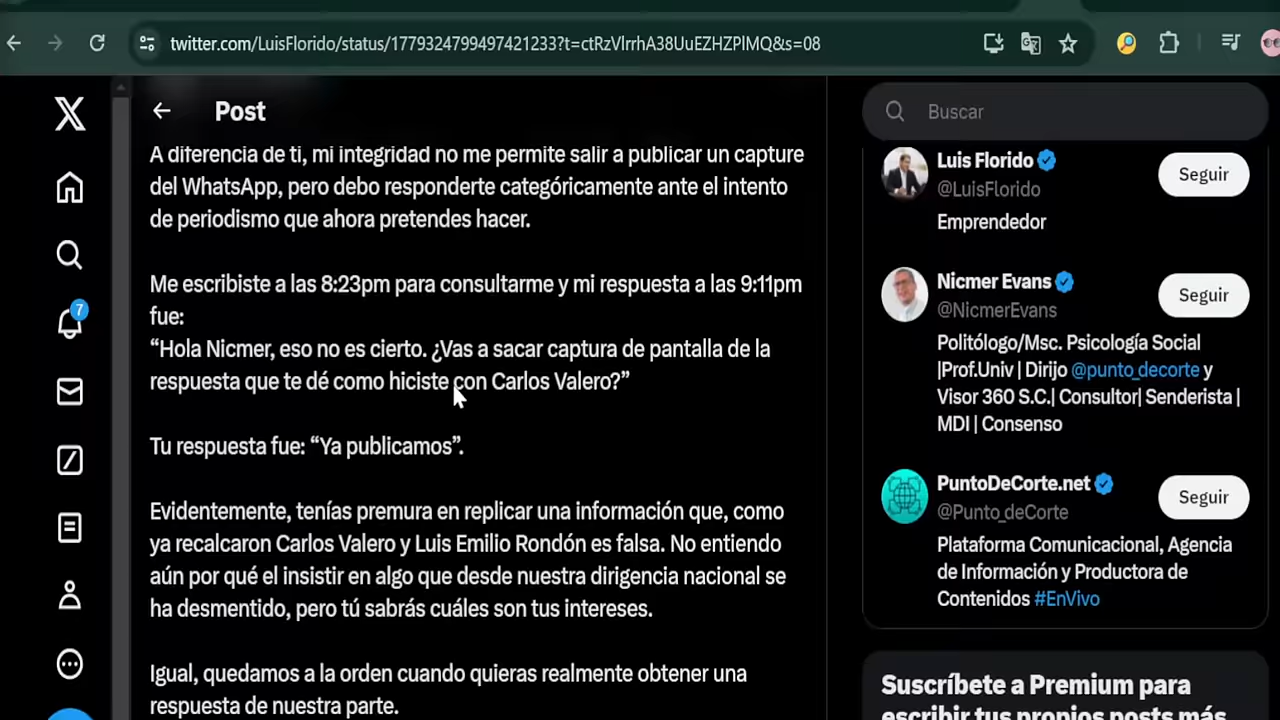 twitter.com/LuisFlorido/status/1779324799497421233?t=ctRzVlrrhA38UuEZHZPlMQ&s=08
Post
A diferencia de ti, mi integridad no me permite salir a publicar un capture
del WhatsApp, pero debo responderte categóricamente ante el intento
de periodismo que ahora pretendes hacer.
Me escribiste a las 8:23pm para consultarme y mi respuesta a las 9:11pm
fue:
“Hola Nicmer, eso no es cierto. ¿Vas a sacar captura de pantalla de la
respuesta que te dé como hiciste con Carlos Valero?”
Tu respuesta fue: “Ya publicamos”.
Evidentemente, tenías premura en replicar una información que, como
ya recalcaron Carlos Valero y Luis Emilio Rondón es falsa. No entiendo
aún por qué el insistir en algo que desde nuestra dirigencia nacional se
ha desmentido, pero tú sabrás cuáles son tus intereses.
Igual, quedamos a la orden cuando quieras realmente obtener una
respuesta de nuestra parte.
7
Buscar
Luis Florido
@LuisFlorido
Seguir
Emprendedor
Nicmer Evans
@NicmerEvans
Seguir
Politólogo/Msc. Psicología Social
|Prof.Univ | Dirijo @punto_decorte y
Visor 360 S.C.| Consultor| Senderista |
MDI | Consenso
PuntoDeCorte.net
@Punto_deCorte
Seguir
Plataforma Comunicacional, Agencia
de Información y Productora de
Contenidos #EnVivo
Suscríbete a Premium para
escribir tus propios posts más